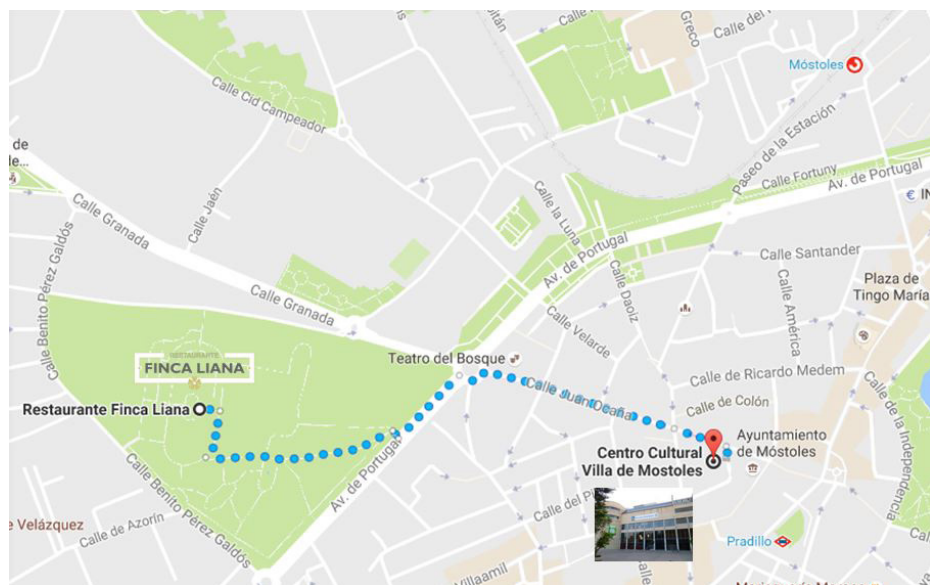 Calle del
Greco
Móstoles
Calle Cid Campeador
de
Paseo de la Estación
Calle Fortuny
Av. de Portugal
Calle Jaén
Calle la Luna
Calle Granada
Av. de Portugal
Calle Santander
Calle Benito Pérez Galdós
Calle Granada
Calle Daoiz
Calle América
Plaza de
Tingo María
Calle Velarde
RESTAURANTE
FINCA LIANA
Teatro del Bosque
Calle de Ricardo Medem
Calle Juan Ocaña
Restaurante Finca Liana
Calle de Colón
Calle de la Independencia
Av. de Portugal
Centro Cultural
Villa de Mostoles
Ayuntamiento
de Móstoles
Calle Benito Pérez Galdós
Velázquez
Calle de Azorín
Calle del
Pradillo
Villaamil